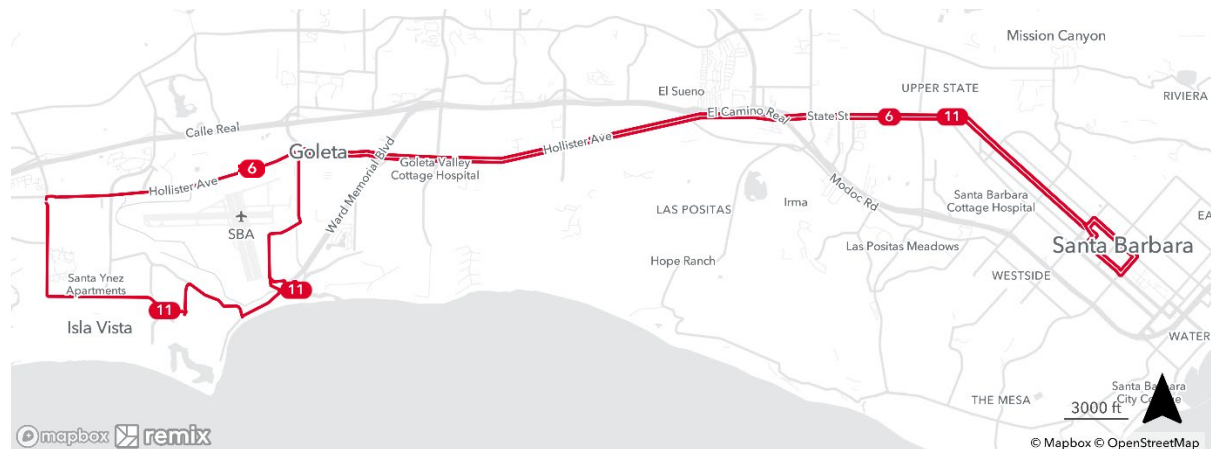 Mission Canyon
El Sueno
UPPER STATE
RIVIERA
El Camino Real
State St
6
11
Calle Real
Hollister Ave
Goleta
6
Goleta Valley
Cottage Hospital
Ward Memorial Blvd
Hollister Ave
SBA
LAS POSITAS
Irma
Modoc Rd
Santa Barbara
Cottage Hospital
EA
Hope Ranch
Las Positas Meadows
Santa Barbara
WESTSIDE
Santa Ynez
Apartments
11
11
Isla Vista
WATER
THE MESA
Santa Barbara
City College
3000 ft
mapbox remix
© Mapbox © OpenStreetMap